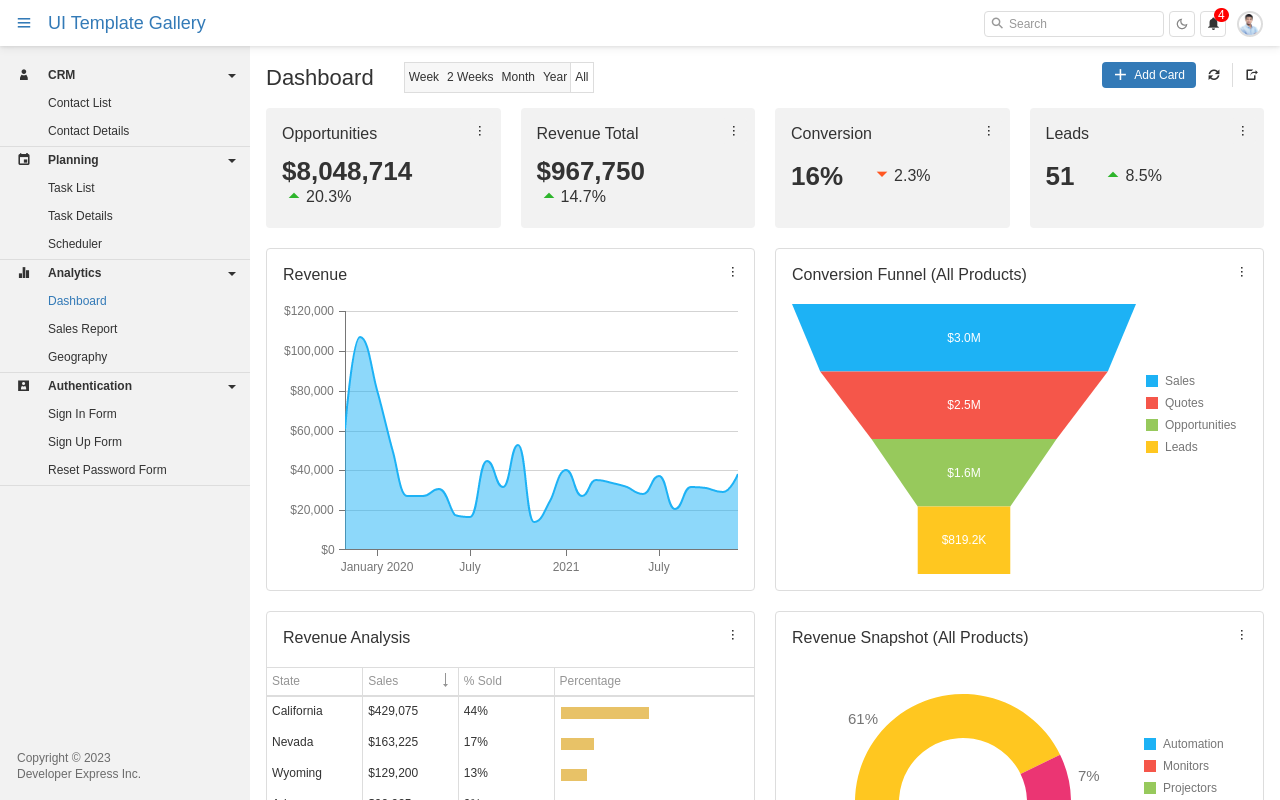 UI Template Gallery
Search
4
CRM
Contact List
Contact Details
Planning
Task List
Task Details
Scheduler
Analytics
Dashboard
Sales Report
Geography
Authentication
Sign In Form
Sign Up Form
Reset Password Form
Copyright © 2023
Developer Express Inc.
Dashboard
Week 2 Weeks Month Year All
Add Card
Opportunities
$8,048,714
20.3%
Revenue Total
$967,750
14.7%
Conversion
16% 2.3%
Leads
51 8.5%
Revenue
$120,000
$100,000
$80,000
$60,000
$40,000
$20,000
$0
January 2020 July 2021 July
Conversion Funnel (All Products)
$3.0M
$2.5M
$1.6M
$819.2K
Sales
Quotes
Opportunities
Leads
Revenue Analysis
State Sales % Sold Percentage
California $429,075 44%
Nevada $163,225 17%
Wyoming $129,200 13%
Revenue Snapshot (All Products)
61%
7%
Automation
Monitors
Projectors